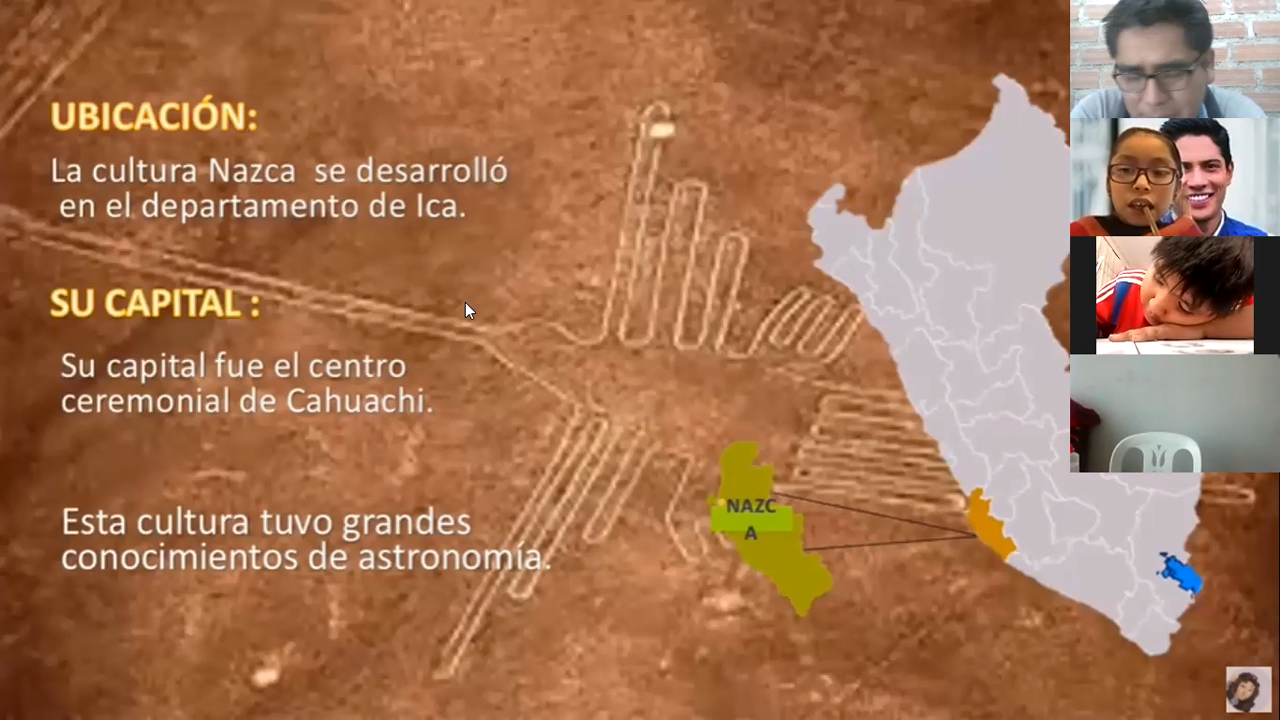 UBICACIÓN:
La cultura Nazca se desarrolló
en el departamento de Ica.
SU CAPITAL :
Su capital fue el centro
ceremonial de Cahuachi.
Esta cultura tuvo grandes
conocimientos de astronomía.
NAZC
A